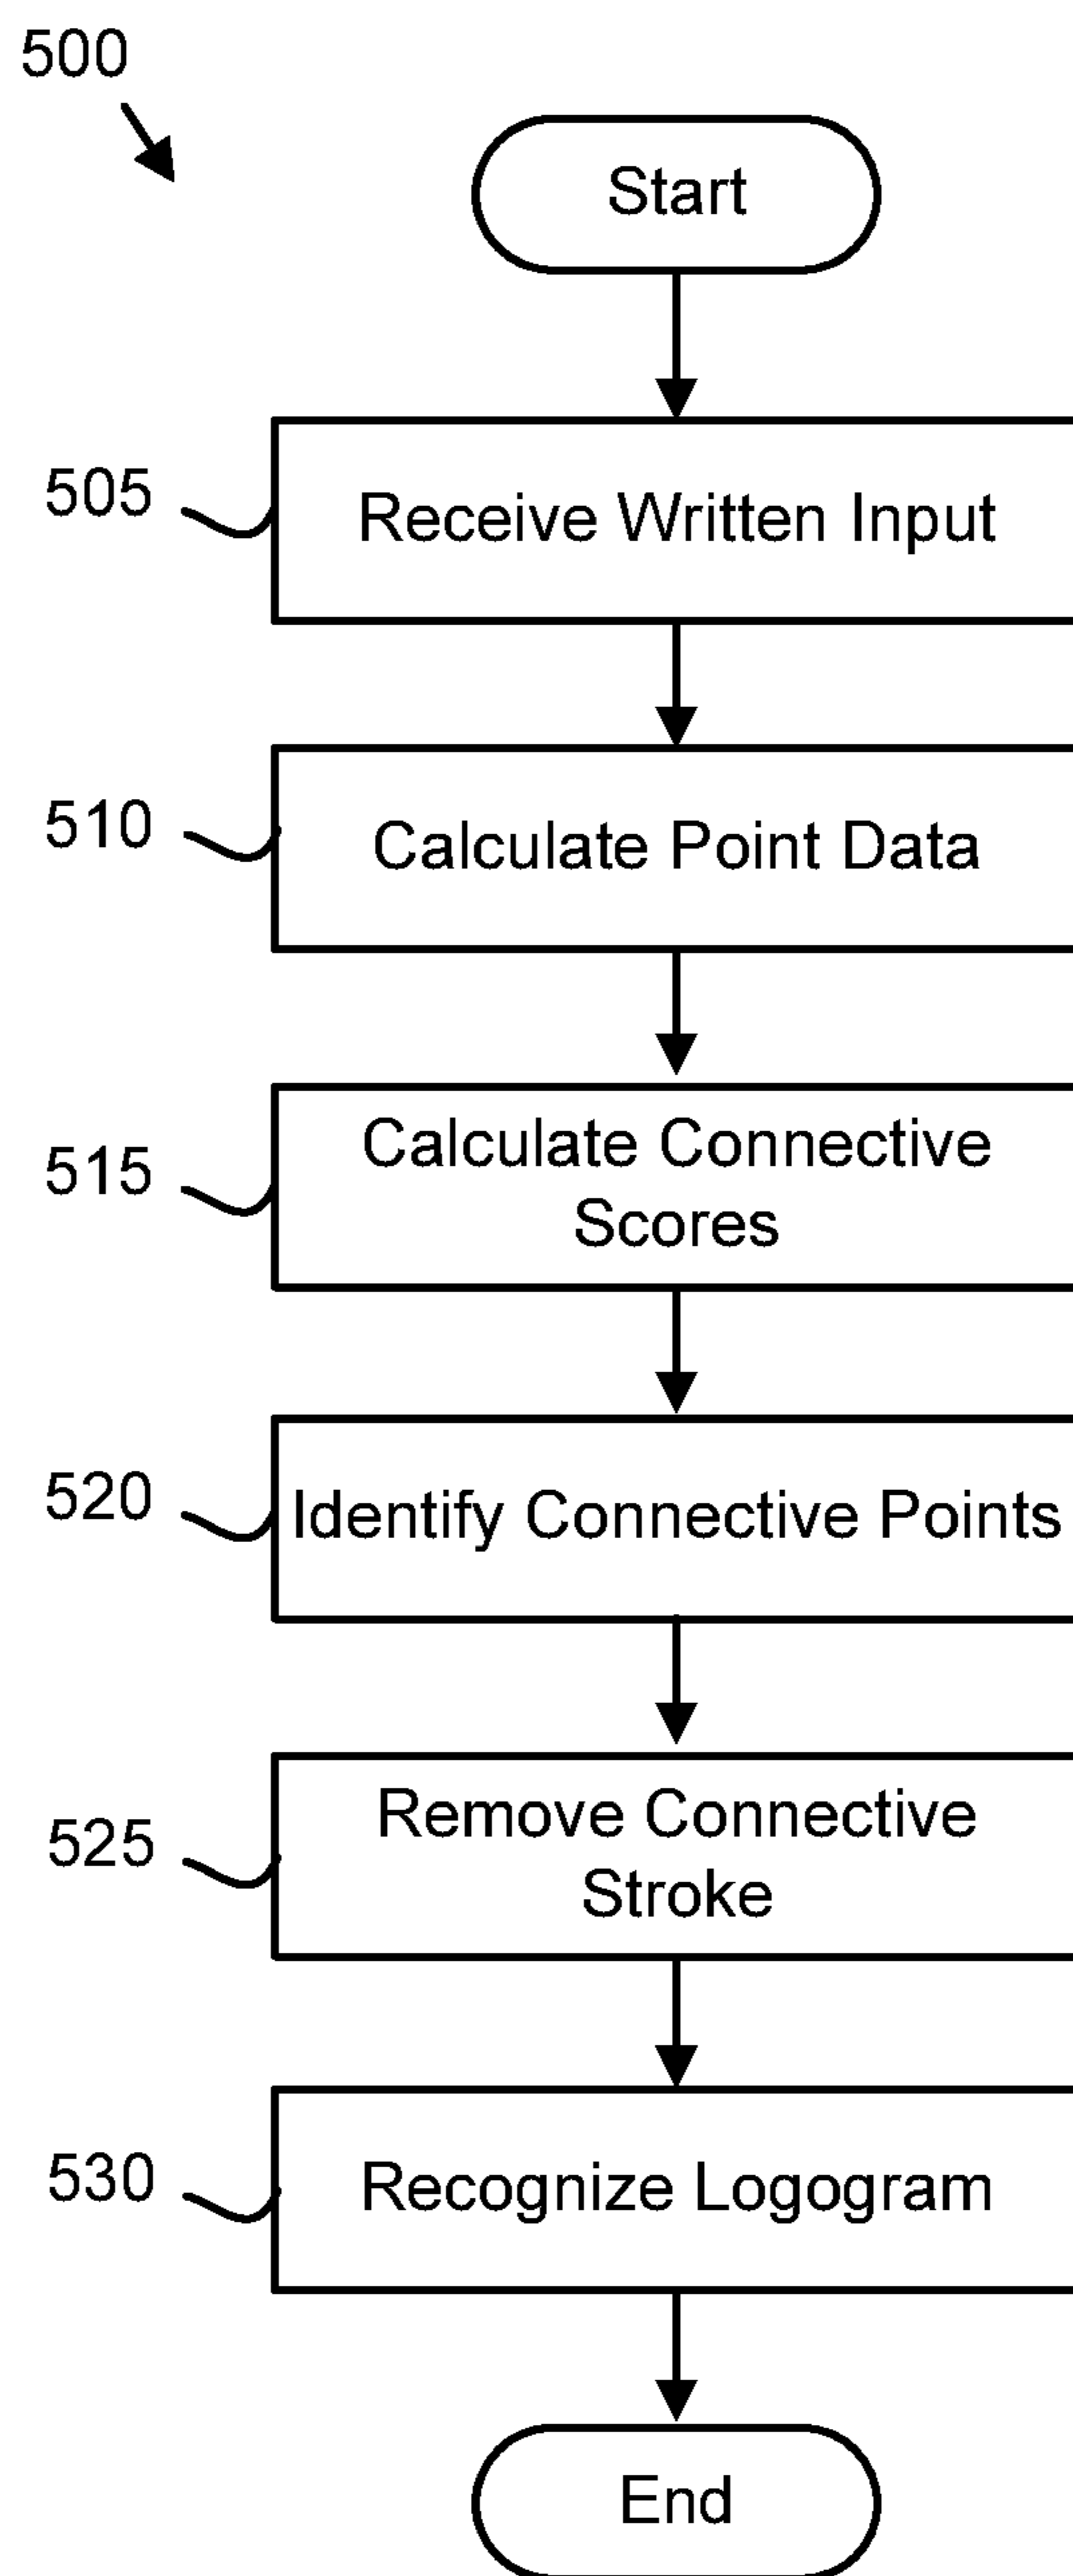 500
Start
505
Receive Written Input
510
Calculate Point Data
515
Calculate Connective
Scores
520
Identify Connective Points
525
Remove Connective
Stroke
530
Recognize Logogram
End